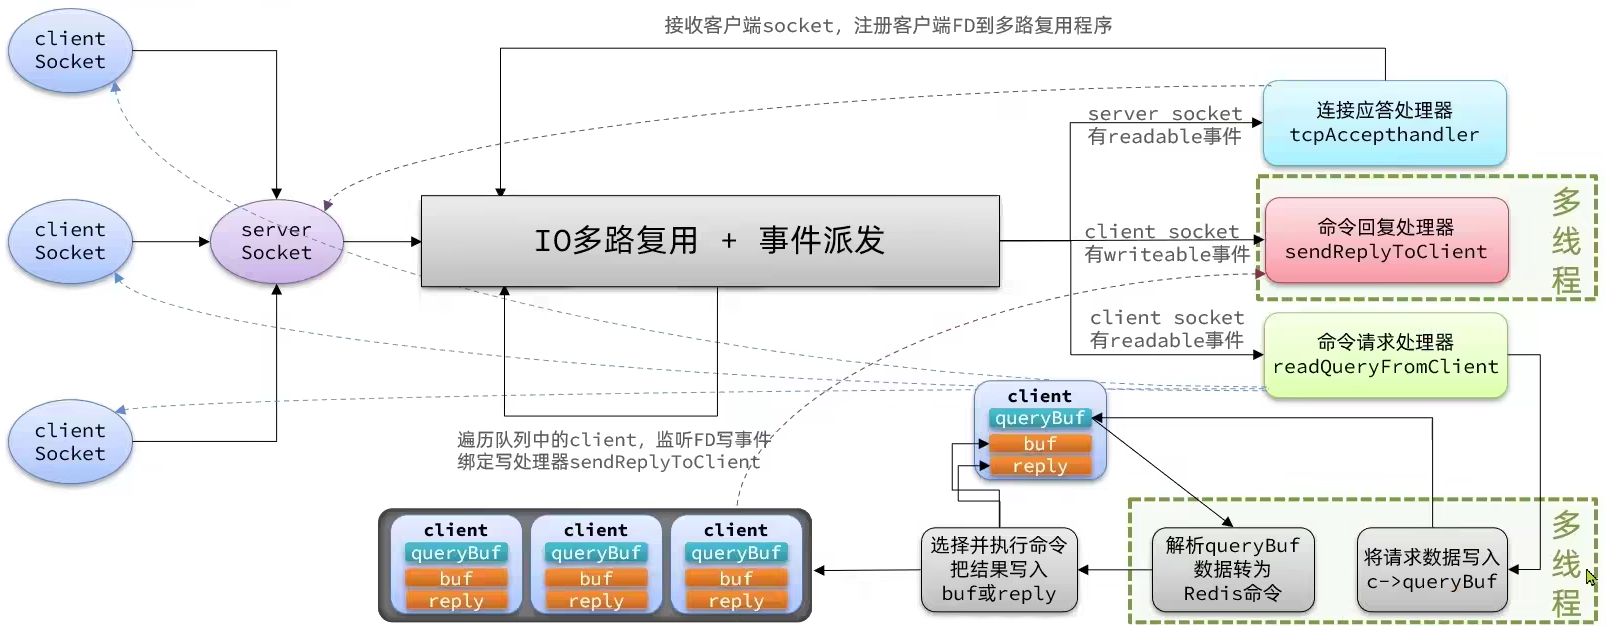 接收客户端socket，注册客户端FD到多路复用程序
client
Socket
client
Socket
client
Socket
server
Socket
IO多路复用 + 事件派发
server socket
有readable事件
连接应答处理器
tcpAccepthandler
client socket
有writeable事件
命令回复处理器
sendReplyToClient
多
线
程
client socket
有readable事件
命令请求处理器
readQueryFromClient
client
queryBuf
buf
reply
遍历队列中的client，监听FD写事件
绑定写处理器sendReplyToClient
client
queryBuf
buf
reply
client
queryBuf
buf
reply
client
queryBuf
buf
reply
选择并执行命令
把结果写入
buf或reply
解析queryBuf
数据转为
Redis命令
将请求数据写入
c->queryBuf
多
线
程